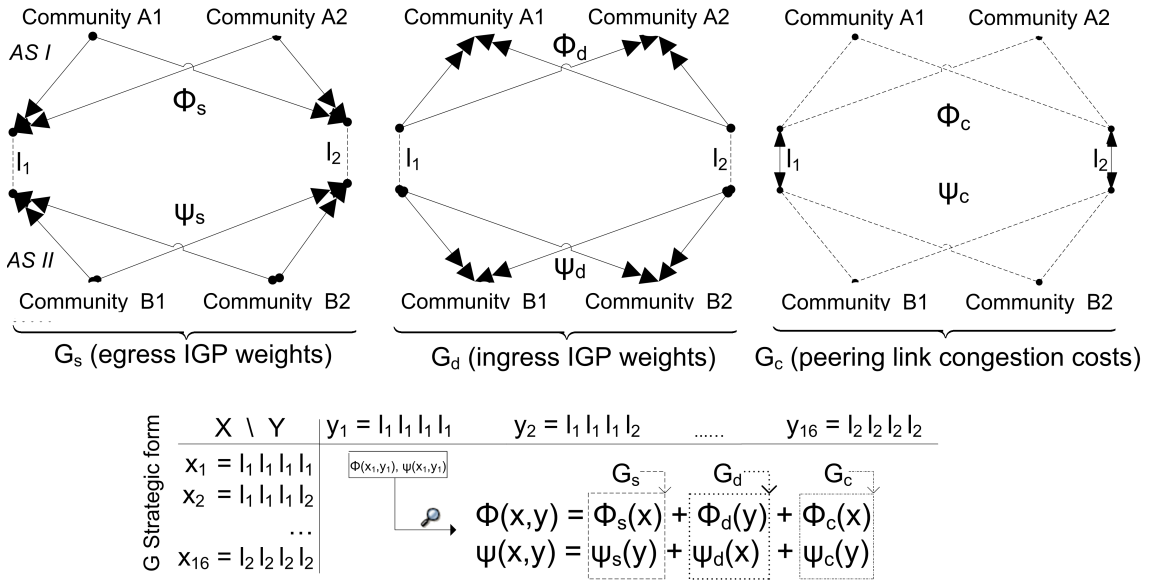 Community A1 Community A2 Community A1 Community A2 Community A1 Community A2
AS I
Φd
Φs
Φc
l1 l2 l1 l2 l1 l2
ψs
ψc
AS II
ψd
Community B1 Community B2 Community B1 Community B2 Community B1 Community B2
Gs (egress IGP weights) Gd (ingress IGP weights) Gc (peering link congestion costs)
G Strategic form
X \ Y y1 = l1 l1 l1 l1 y2 = l1 l1 l1 l2 ...... y16 = l2 l2 l2 l2
x1 = l1 l1 l1 l1 Φ(x1,y1), ψ(x1,y1)
Gs Gd Gc
x2 = l1 l1 l1 l2
Φ(x,y) = Φs(x) + Φd(y) + Φc(x)
...
x16 = l2 l2 l2 l2
ψ(x,y) = ψs(y) + ψd(x) + ψc(y)